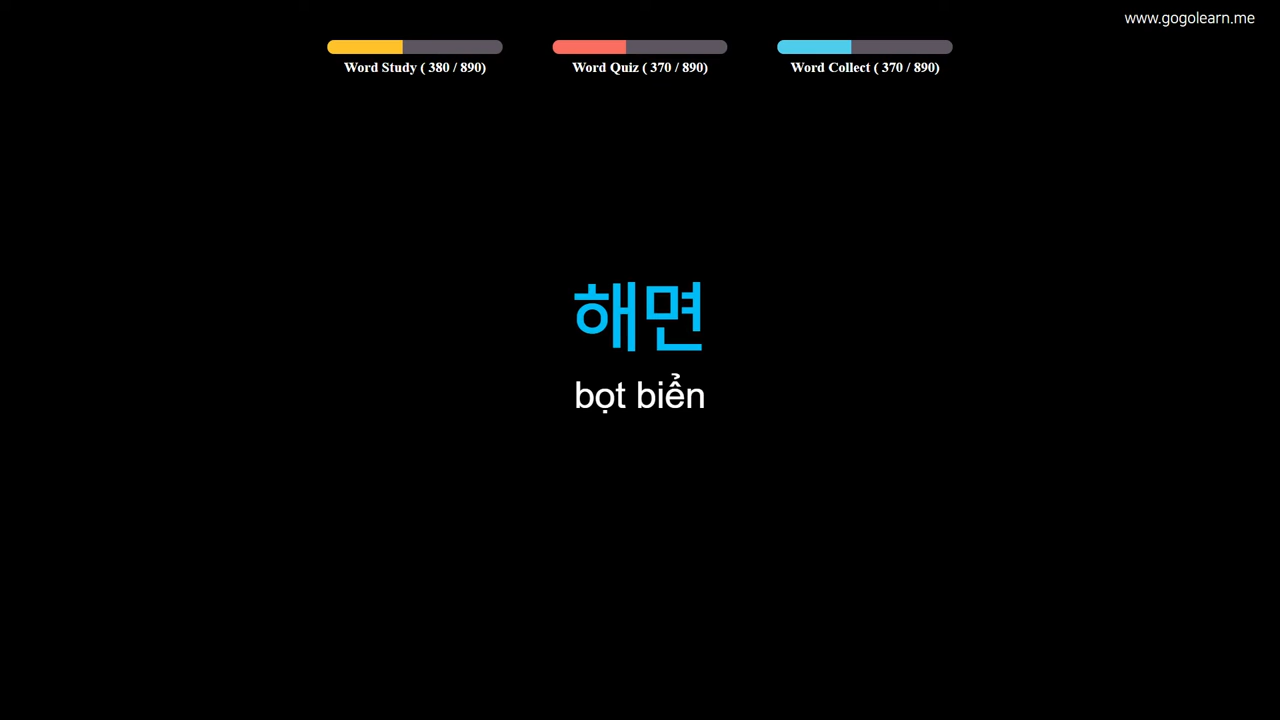 www.gogolearn.me
Word Study ( 380 / 890)
Word Quiz ( 370 / 890)
Word Collect ( 370 / 890)
해면
bọt biển